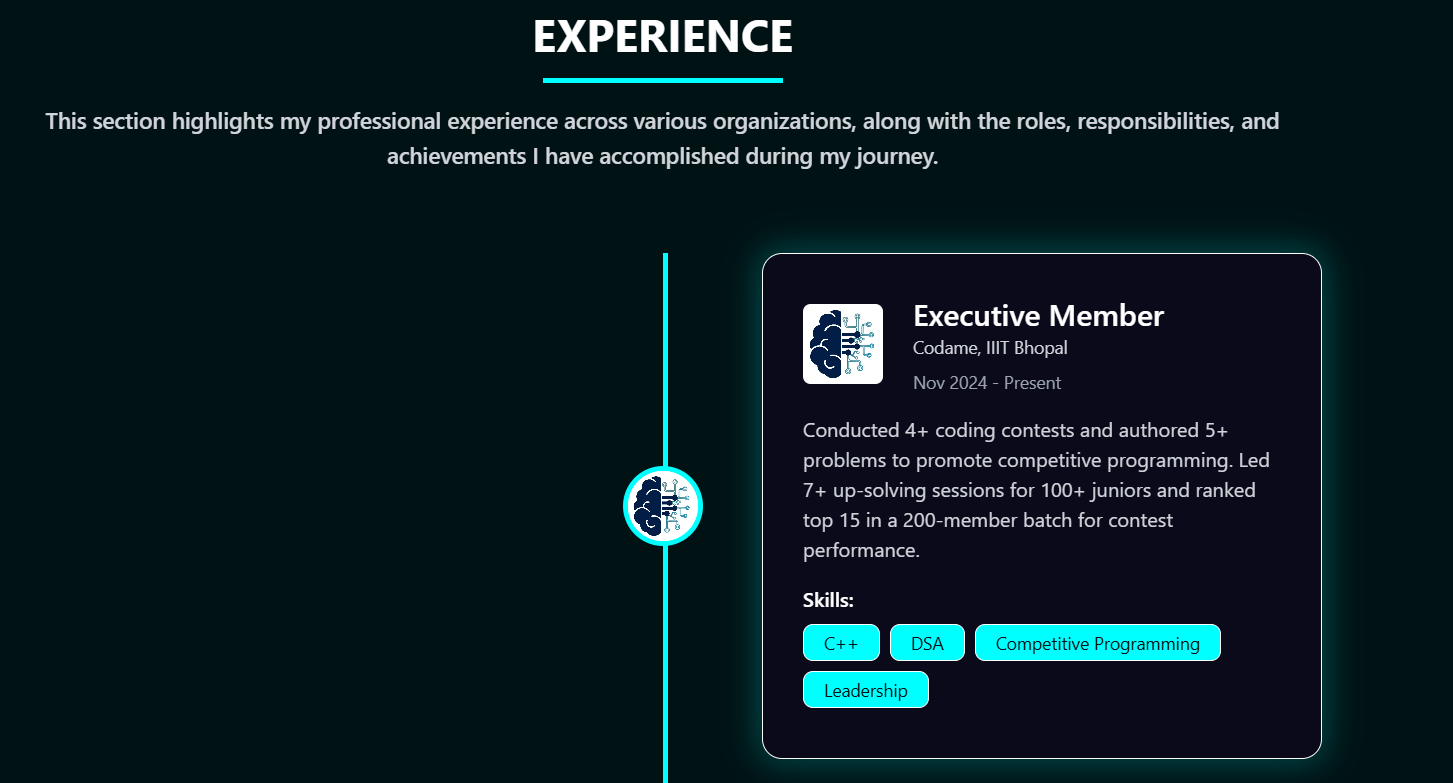 EXPERIENCE
This section highlights my professional experience across various organizations, along with the roles, responsibilities, and
achievements I have accomplished during my journey.
Executive Member
Codame, IIIT Bhopal
Nov 2024 - Present
Conducted 4+ coding contests and authored 5+
problems to promote competitive programming. Led
7+ up-solving sessions for 100+ juniors and ranked
top 15 in a 200-member batch for contest
performance.
Skills:
C++ DSA Competitive Programming
Leadership